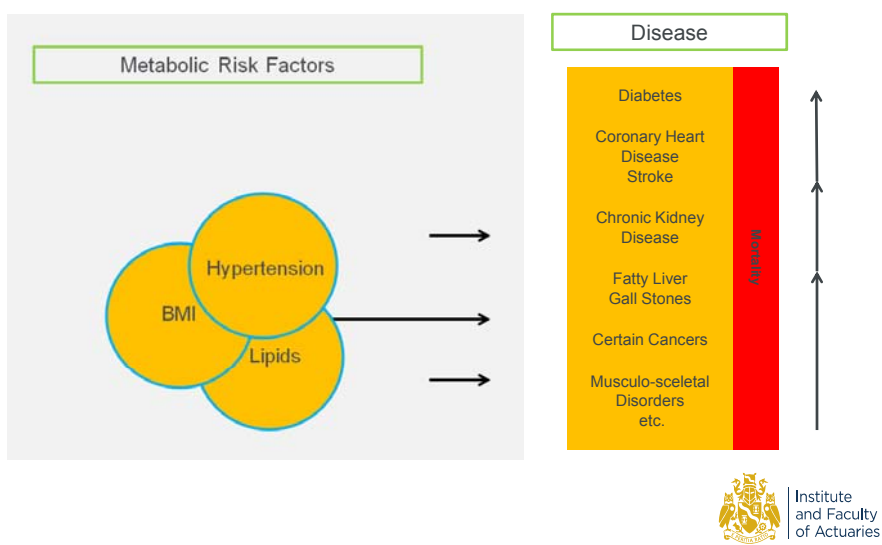 Metabolic Risk Factors
Hypertension
BMI
Lipids
Disease
Diabetes
Coronary Heart
Disease
Stroke
Chronic Kidney
Disease
Fatty Liver
Gall Stones
Certain Cancers
Musculo-sceletal
Disorders
etc.
Mortality
Institute
and Faculty
of Actuaries